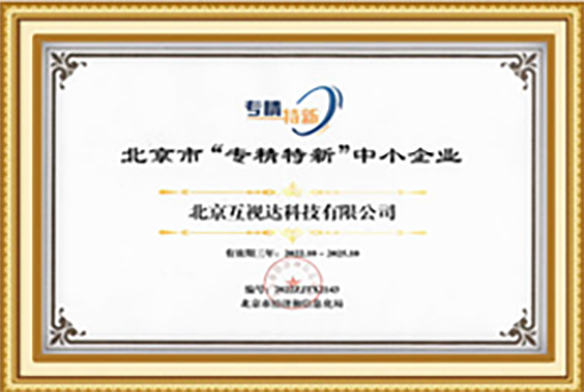 专精
特新
北京市“专精特新”中小企业
北京互视达科技有限公司
有效期三年：2022.10 - 2025.10
编号：
北京市经济和信息化局